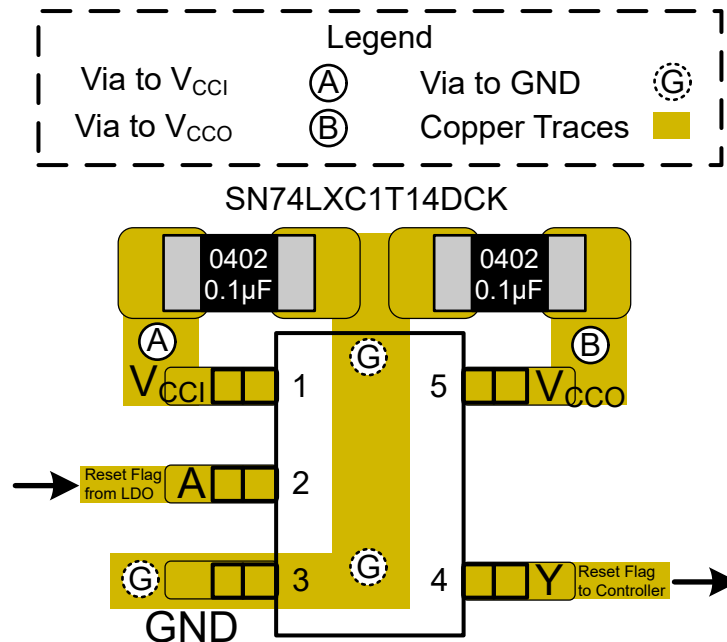 Legend
Via to VCCI A Via to GND G
Via to VCCO B Copper Traces
SN74LXC1T14DCK
0402
0.1µF
0402
0.1µF
A
G
B
VCCI 1
5 VCCO
Reset Flag
from LDO
A 2
G
3
GND
G
4 Y
Reset Flag
to Controller